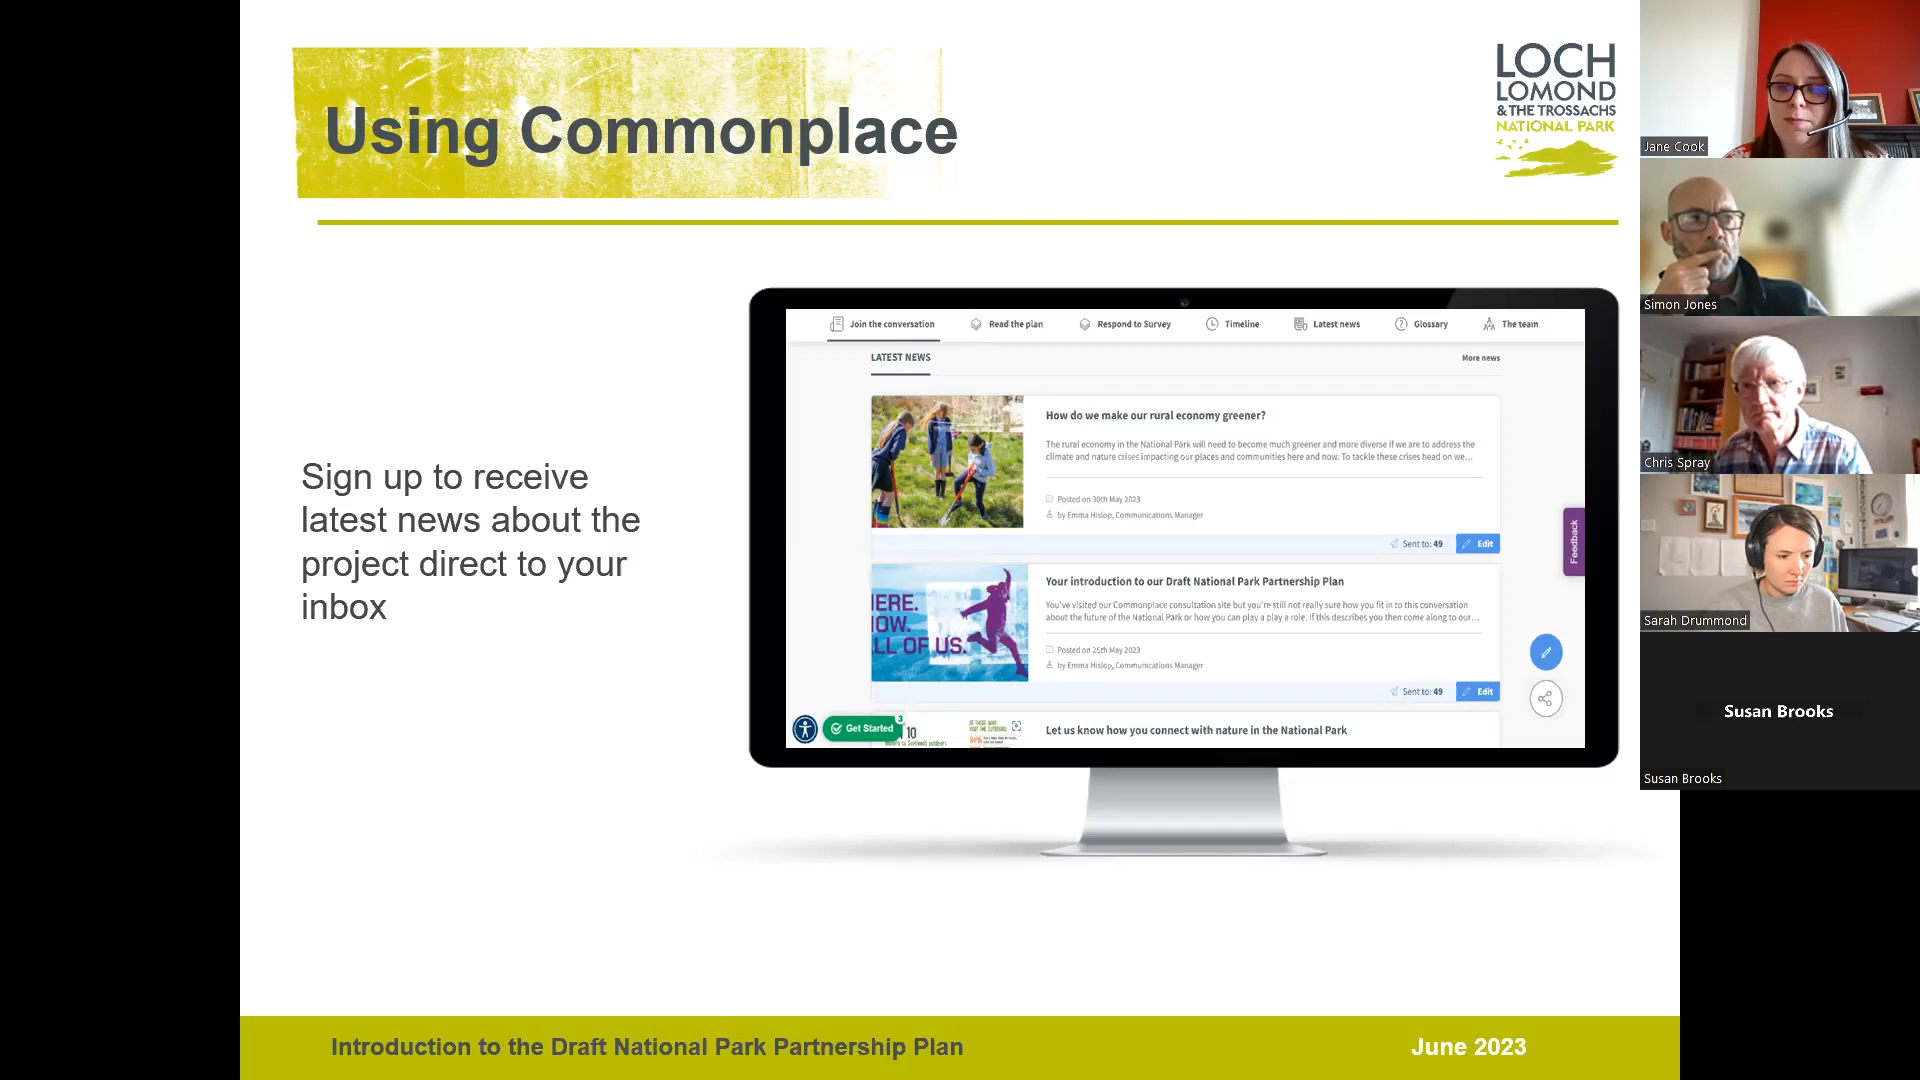 Using Commonplace
LOCH
LOMOND
& THE TROSSACHS
NATIONAL PARK
Sign up to receive
latest news about the
project direct to your
inbox
Join the conversation
Read the plan
Respond to Survey
Timeline
Latest news
Glossary
The team
LATEST NEWS
More news
How do we make our rural economy greener?
The rural economy in the National Park will need to become much greener and more diverse if we are to address the
climate and nature crises impacting our places and communities here and now. To tackle these crises head on we...
Posted on 30th May 2023
by Emma Hislop, Communications Manager
Sent to: 49
Edit
Feedback
HERE.
NOW.
ALL OF US.
Your introduction to our Draft National Park Partnership Plan
You've visited our Commonplace consultation site but you're still not really sure how you fit in to this conversation
about the future of the National Park or how you can play a play a role. If this describes you then come along to our...
Posted on 25th May 2023
by Emma Hislop, Communications Manager
Sent to: 49
Edit
Get Started
3
10
Let us know how you connect with nature in the National Park
Introduction to the Draft National Park Partnership Plan
June 2023
Jane Cook
Simon Jones
Chris Spray
Sarah Drummond
Susan Brooks
Susan Brooks